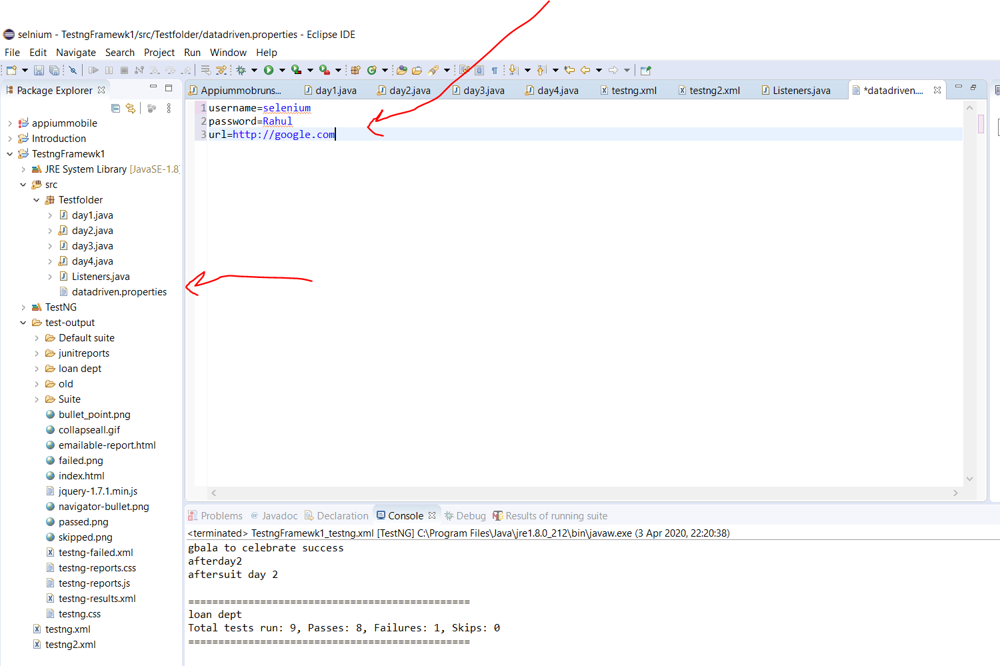 selnium - TestngFramewk1/src/Testfolder/datadriven.properties - Eclipse IDE
File Edit Navigate Search Project Run Window Help
Package Explorer
Appiummobruns... day1.java day2.java day3.java day4.java testng.xml testng2.xml Listeners.java *datadriven....
appiummobile
Introduction
TestngFramewk1
JRE System Library [JavaSE-1.8]
src
Testfolder
day1.java
day2.java
day3.java
day4.java
Listeners.java
datadriven.properties
TestNG
test-output
Default suite
junitreports
loan dept
old
Suite
bullet_point.png
collapseall.gif
emailable-report.html
failed.png
index.html
jquery-1.7.1.min.js
navigator-bullet.png
passed.png
skipped.png
testng-failed.xml
testng-reports.css
testng-reports.js
testng-results.xml
testng.css
testng.xml
testng2.xml
1 username=selenium
2 password=Rahul
3 url=http://google.com
Problems @ Javadoc Declaration Console Debug Results of running suite
<terminated> TestngFramewk1_testng.xml [TestNG] C:\Program Files\Java\jre1.8.0_212\bin\javaw.exe (3 Apr 2020, 22:20:38)
gbala to celebrate success
afterday2
aftersuit day 2
===============================================
loan dept
Total tests run: 9, Passes: 8, Failures: 1, Skips: 0
===============================================